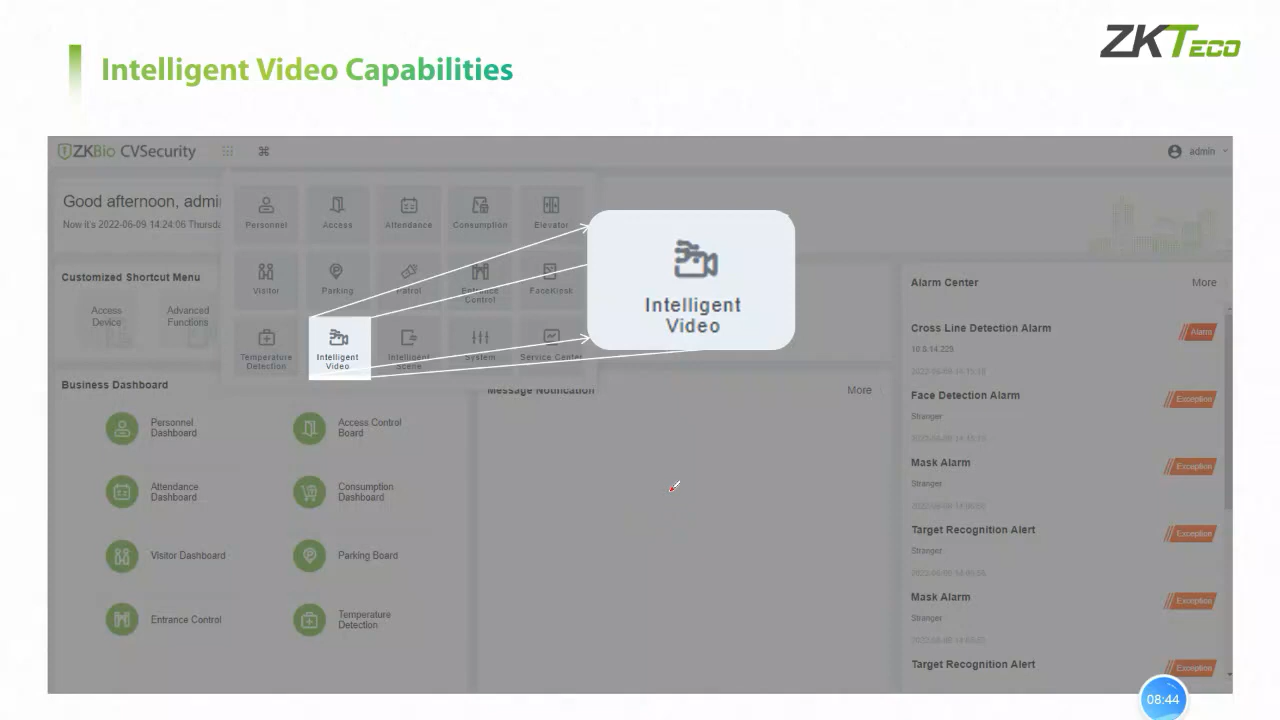 Intelligent Video Capabilities
ZKTECO
ZKBio CVSecurity
admin
Good afternoon, admi
Now it's 2022-06-09 14:24:06 Thursda
Personnel
Access
Attendance
Consumption
Elevator
Visitor
Parking
Patrol
Entrance
Control
FaceKiosk
Temperature
Detection
Intelligent
Video
Intelligent
Scene
System
Service Center
Intelligent
Video
Customized Shortcut Menu
Access
Device
Advanced
Functions
Business Dashboard
Personnel
Dashboard
Access Control
Board
Attendance
Dashboard
Consumption
Dashboard
Visitor Dashboard
Parking Board
Entrance Control
Temperature
Detection
Message Notification
More
Alarm Center
More
Cross Line Detection Alarm
Alarm
Face Detection Alarm
Exception
Stranger
Mask Alarm
Exception
Stranger
Target Recognition Alert
Exception
Stranger
Mask Alarm
Exception
Stranger
Target Recognition Alert
Exception
08:44